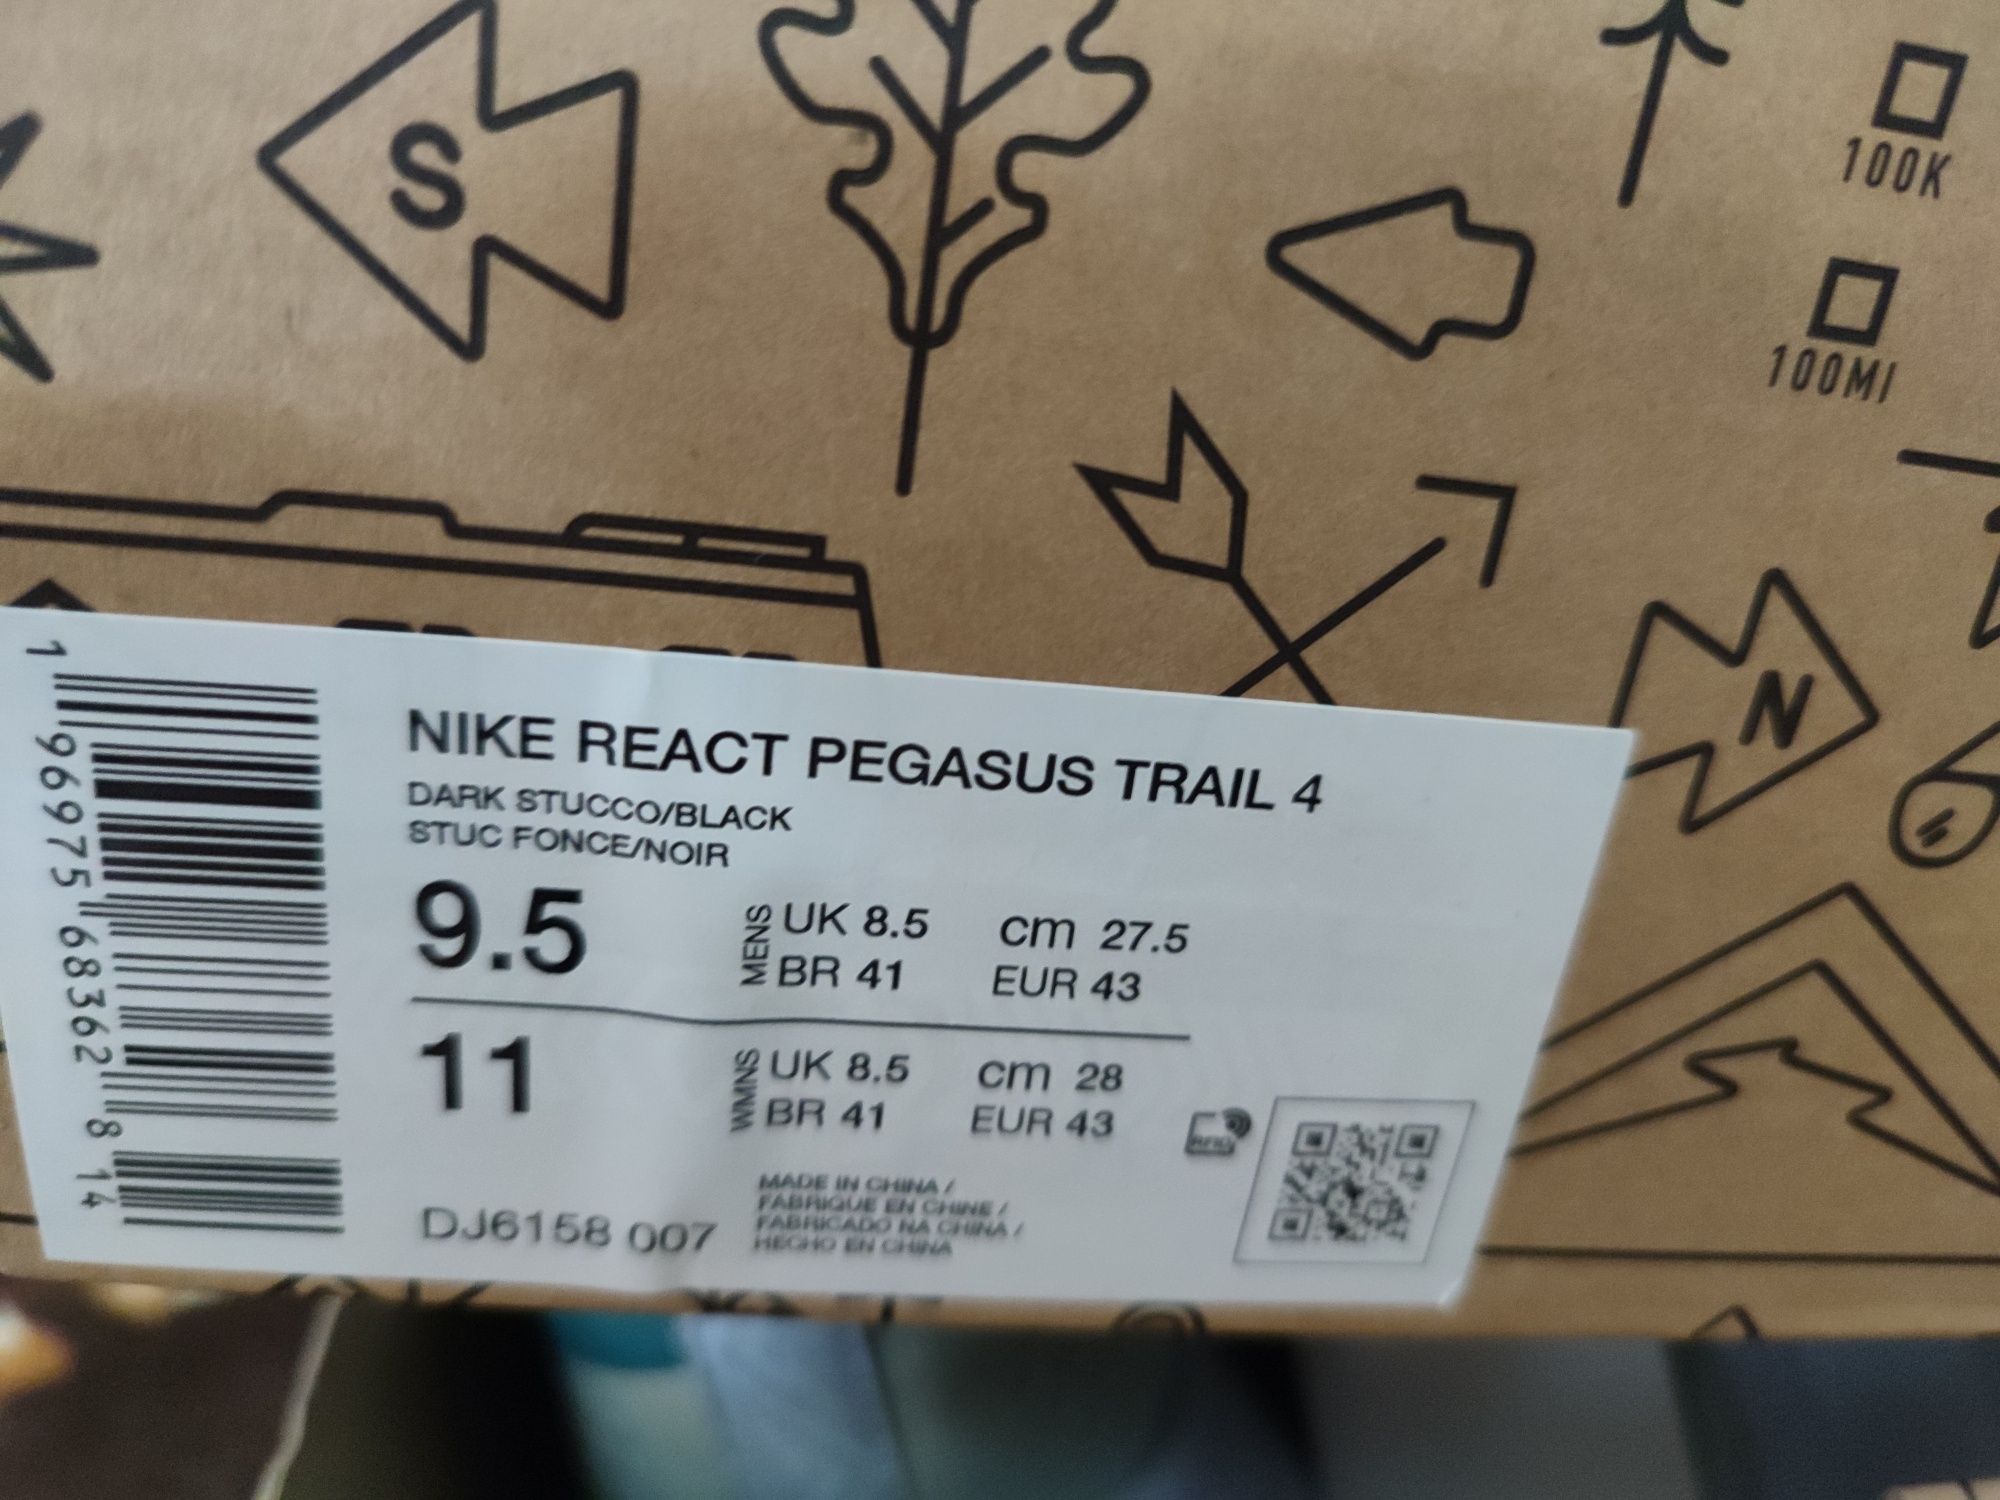 S
100K
100MI
N
NIKE REACT PEGASUS TRAIL 4
DARK STUCCO/BLACK
STUC FONCE/NOIR
9.5
MENS
UK 8.5
cm 27.5
BR 41
EUR 43
11
WMNS
UK 8.5
cm 28
BR 41
EUR 43
DJ6158 007
MADE IN CHINA /
FABRIQUE EN CHINE /
FABRICADO NA CHINA /
HECHO EN CHINA
RFID
1 96975 68362 8 14